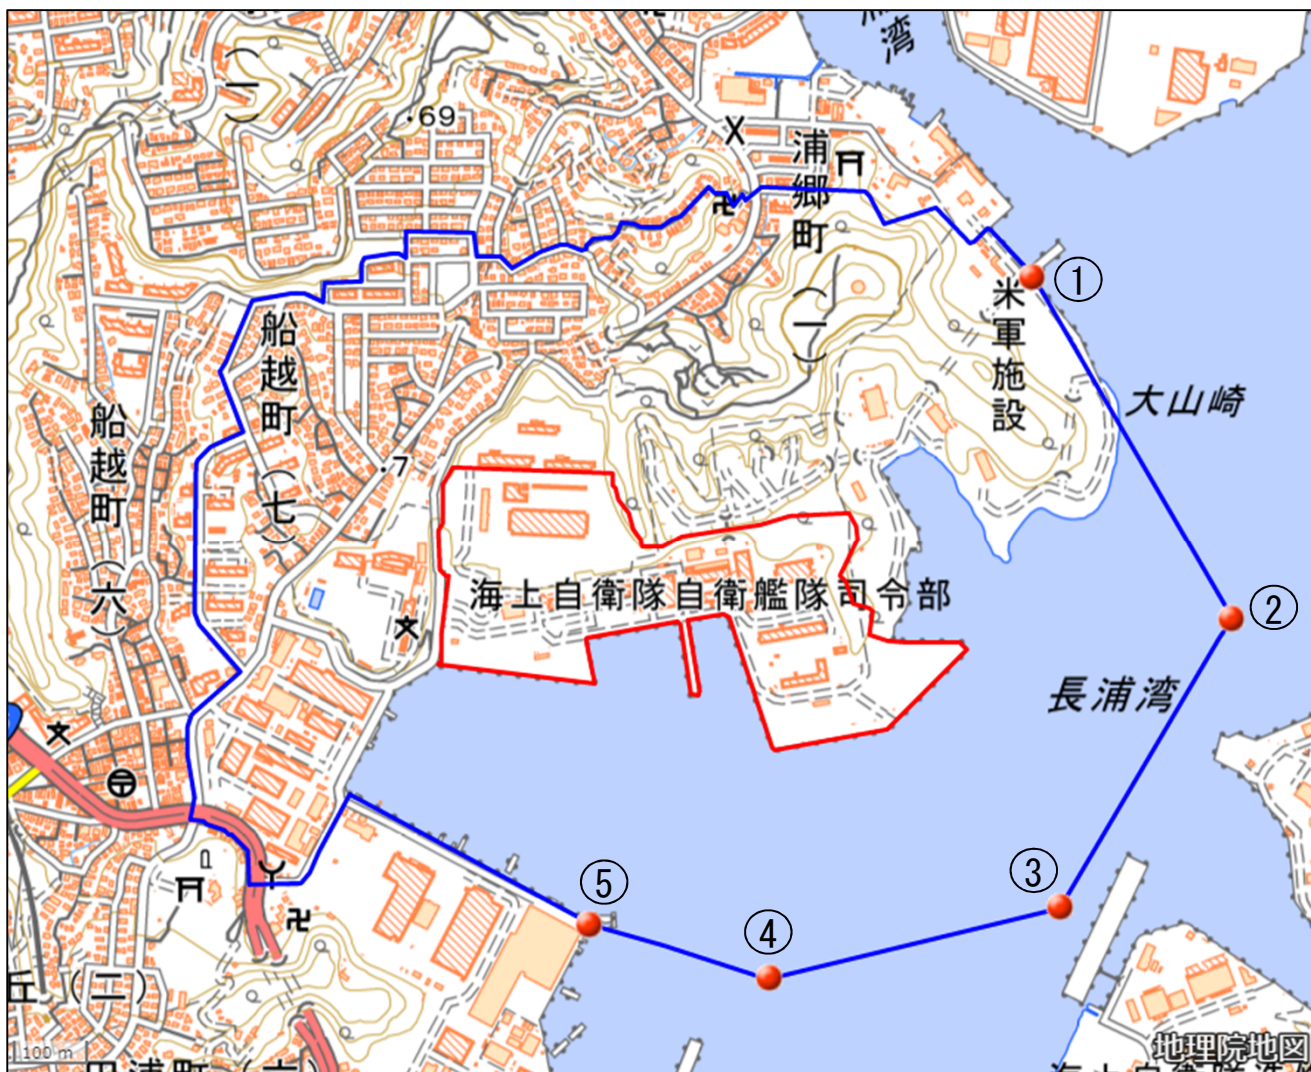 湾
(一)
69
浦郷町(一)
①
米軍施設
大山崎
船越町(七)
船越町(六)
7
海上自衛隊自衛艦隊司令部
②
長浦湾
③
⑤
④
丘(二)
100 m
地理院地図